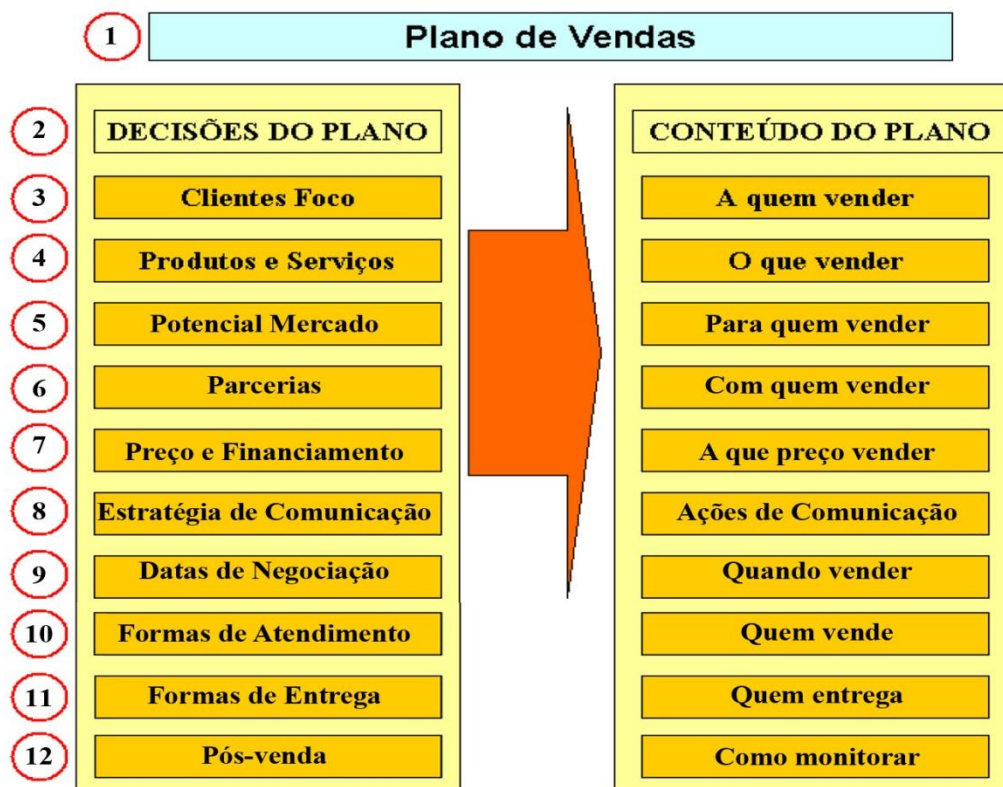 1 Plano de Vendas
2 DECISÕES DO PLANO CONTEÚDO DO PLANO
3 Clientes Foco A quem vender
4 Produtos e Serviços O que vender
5 Potencial Mercado Para quem vender
6 Parcerias Com quem vender
7 Preço e Financiamento A que preço vender
8 Estratégia de Comunicação Ações de Comunicação
9 Datas de Negociação Quando vender
10 Formas de Atendimento Quem vende
11 Formas de Entrega Quem entrega
12 Pós-venda Como monitorar